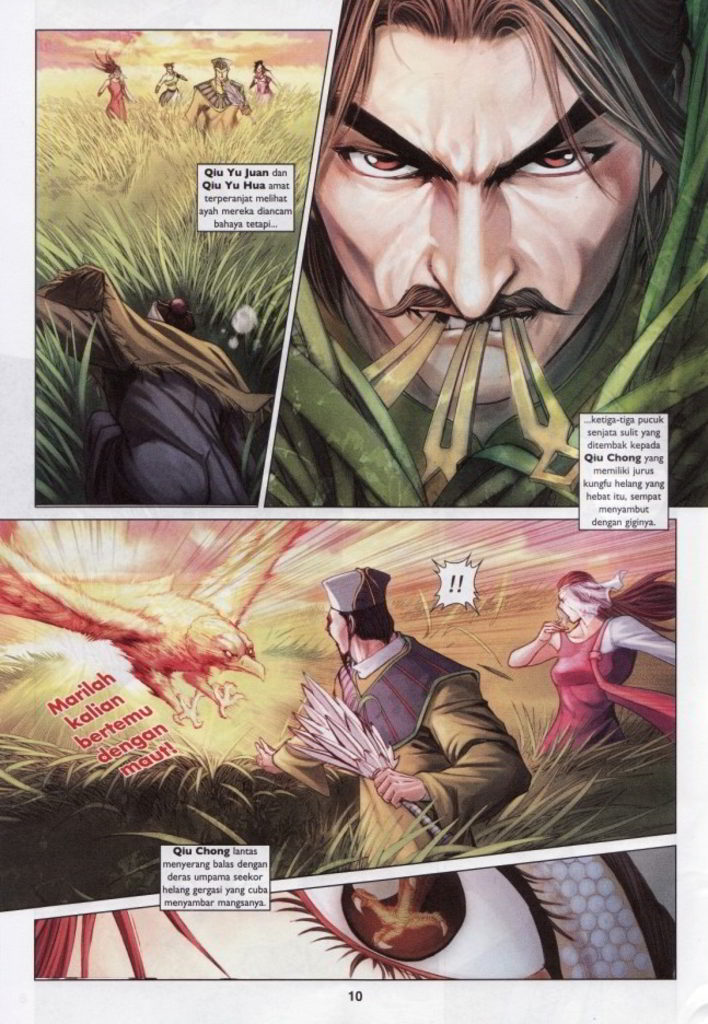 Qiu Yu Juan dan
Qiu Yu Hua amat
terperanjat melihat
ayah mereka diancam
bahaya tetapi...
...ketiga-tiga pucuk
senjata sulit yang
ditembak kepada
Qiu Chong yang
memiliki jurus
kungfu helang yang
hebat itu, sempat
menyambut
dengan giginya.
!!
Marilah
kalian
bertemu
dengan
maut!
Qiu Chong lantas
menyerang balas dengan
deras umpama seekor
helang gergasi yang cuba
menyambar mangsanya.
10